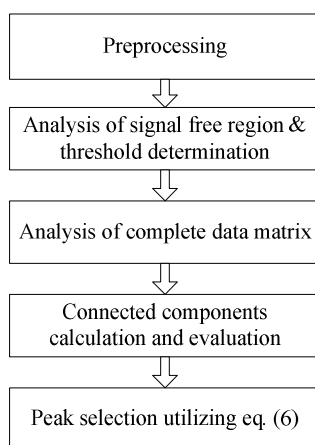 Preprocessing
Analysis of signal free region &
threshold determination
Analysis of complete data matrix
Connected components
calculation and evaluation
Peak selection utilizing eq. (6)